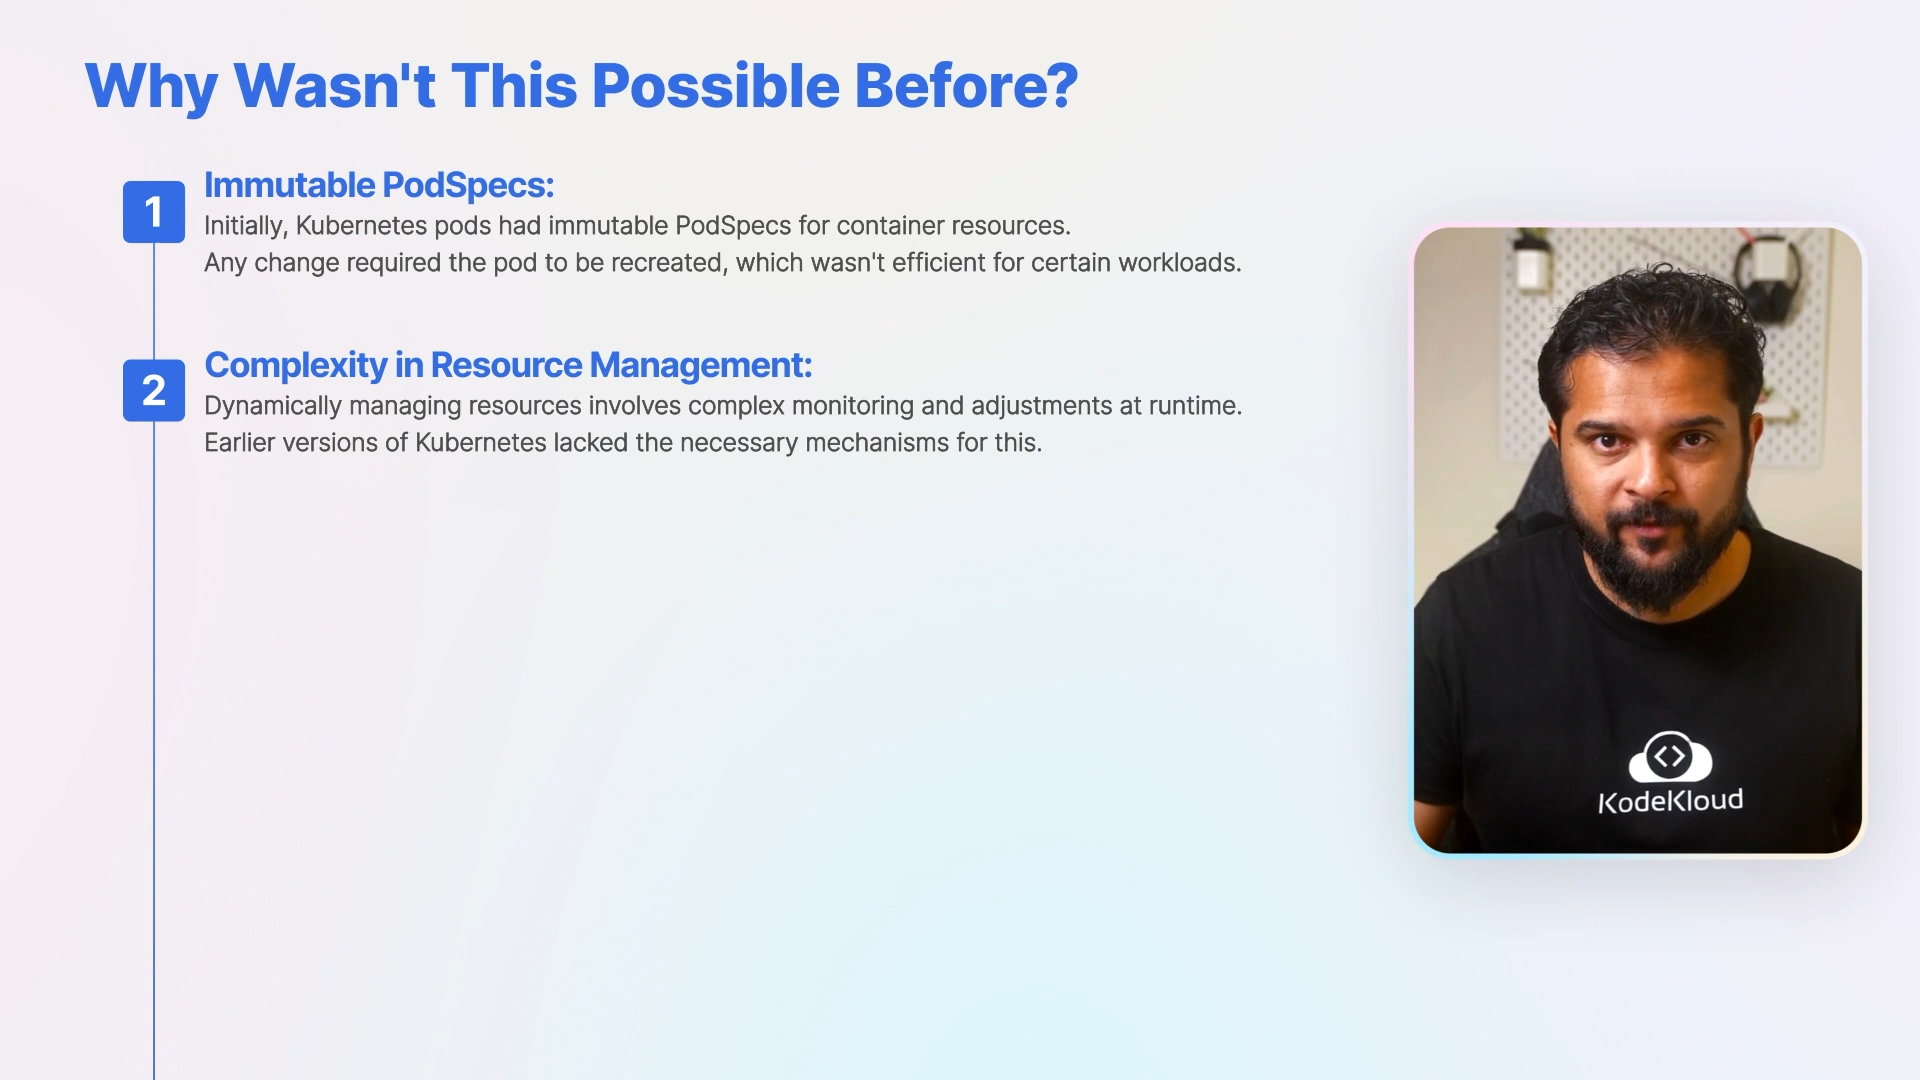 Why Wasn't This Possible Before?
1
Immutable PodSpecs:
Initially, Kubernetes pods had immutable PodSpecs for container resources.
Any change required the pod to be recreated, which wasn't efficient for certain workloads.
2
Complexity in Resource Management:
Dynamically managing resources involves complex monitoring and adjustments at runtime.
Earlier versions of Kubernetes lacked the necessary mechanisms for this.
KodeKloud